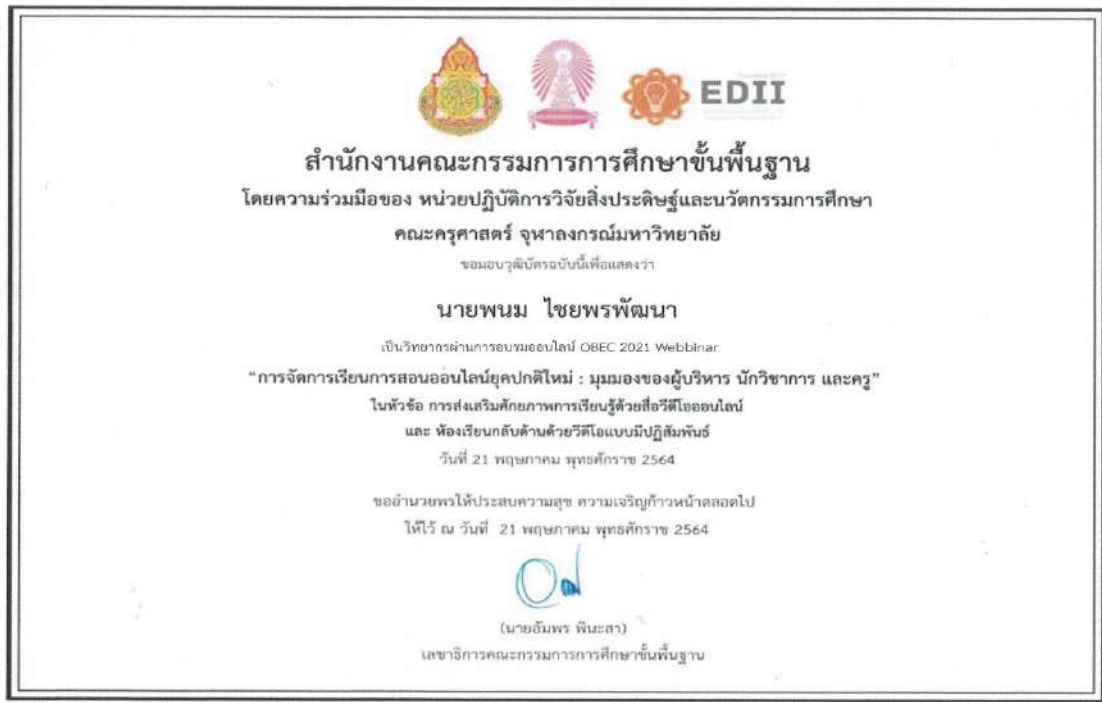 EDII
สำนักงานคณะกรรมการการศึกษาขั้นพื้นฐาน
โดยความร่วมมือของ หน่วยปฏิบัติการวิจัยสิ่งประดิษฐ์และนวัตกรรมการศึกษา
คณะครุศาสตร์ จุฬาลงกรณ์มหาวิทยาลัย
ขอมอบวุฒิบัตรฉบับนี้เพื่อแสดงว่า
นายพนม ไชยพรพัฒนา
เป็นวิทยากรผ่านการอบรมออนไลน์ OBEC 2021 Webbinar
"การจัดการเรียนการสอนออนไลน์ยุคปกติใหม่ : มุมมองของผู้บริหาร นักวิชาการ และครู"
ในหัวข้อ การส่งเสริมศักยภาพการเรียนรู้ด้วยสื่อวีดีโอออนไลน์
และ ห้องเรียนกลับด้านด้วยวีดีโอแบบมีปฏิสัมพันธ์
วันที่ 21 พฤษภาคม พุทธศักราช 2564
ขออำนวยพรให้ประสบความสุข ความเจริญก้าวหน้าตลอดไป
ให้ไว้ ณ วันที่ 21 พฤษภาคม พุทธศักราช 2564
(นายอัมพร พินะสา)
เลขาธิการคณะกรรมการการศึกษาขั้นพื้นฐาน